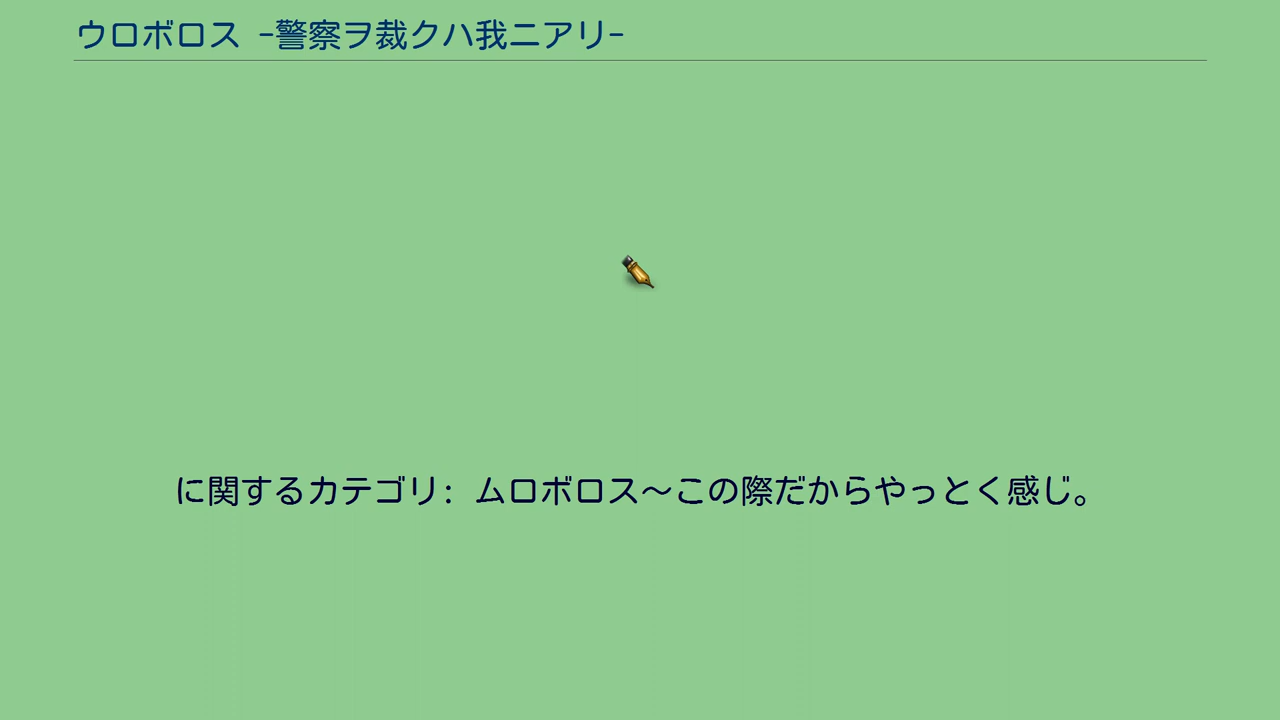 ウロボロス -警察ヲ裁クハ我ニアリ-
に関するカテゴリ: ムロボロス〜この際だからやっとく感じ。